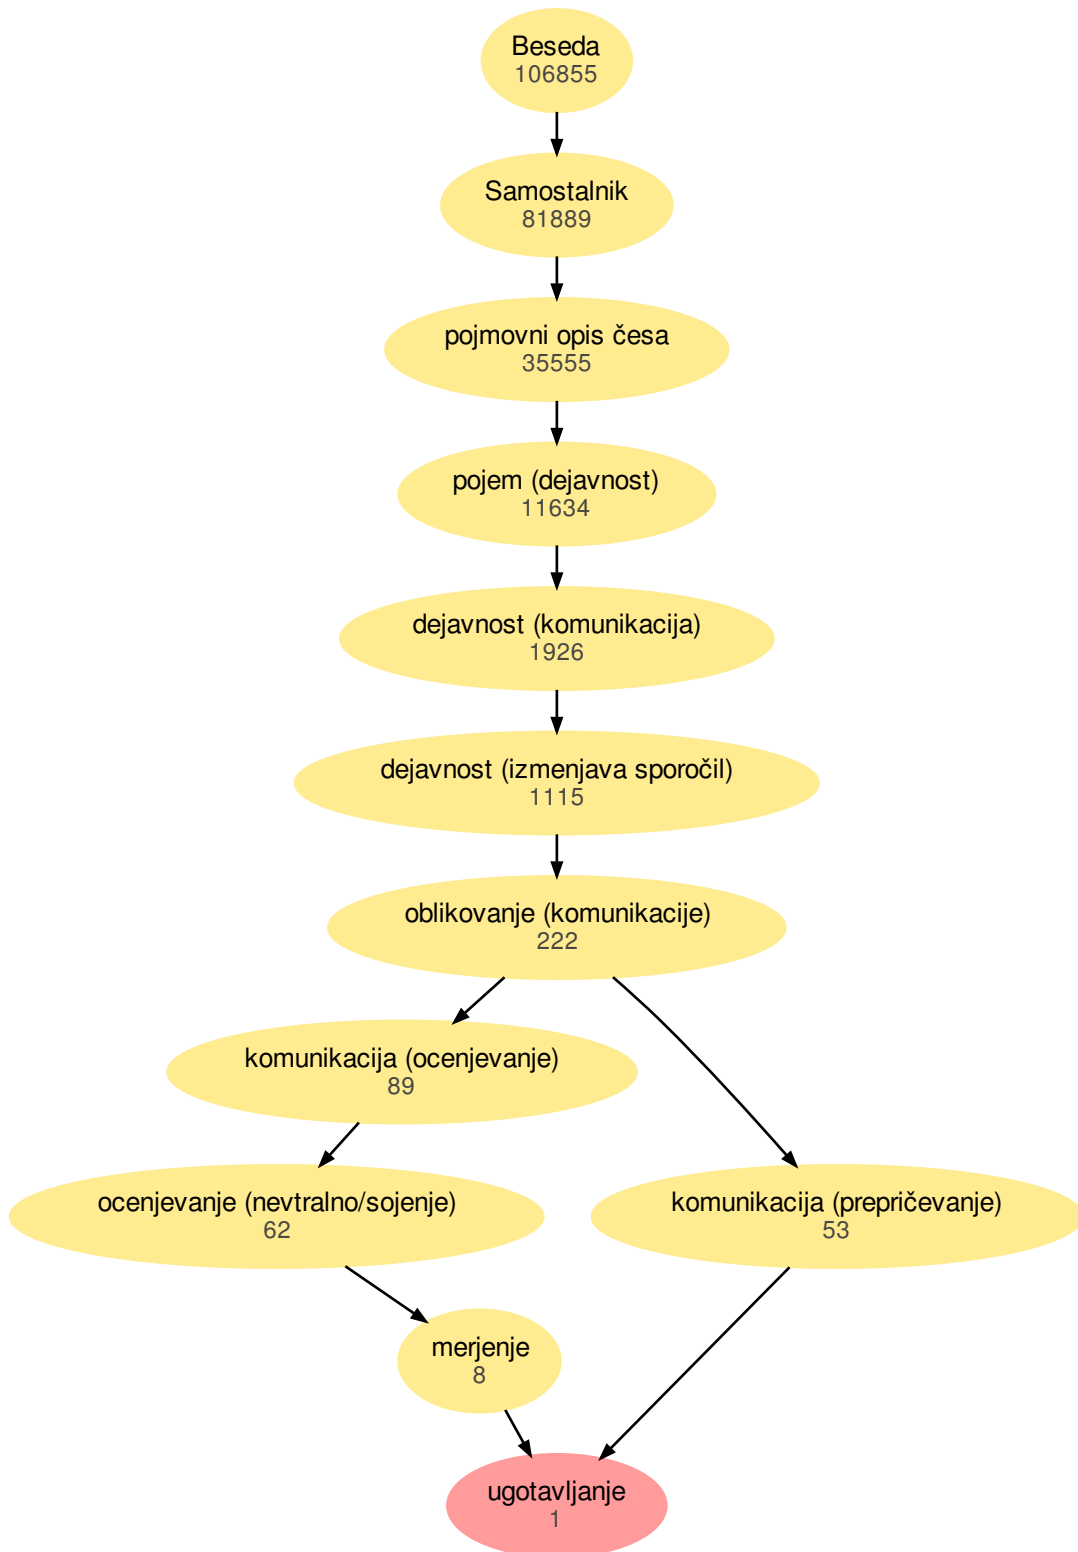 Beseda
106855
Samostalnik
81889
pojmovni opis česa
35555
pojem (dejavnost)
11634
dejavnost (komunikacija)
1926
dejavnost (izmenjava sporočil)
1115
oblikovanje (komunikacije)
222
komunikacija (ocenjevanje)
89
ocenjevanje (nevtralno/sojenje)
62
komunikacija (prepričevanje)
53
merjenje
8
ugotavljanje
1